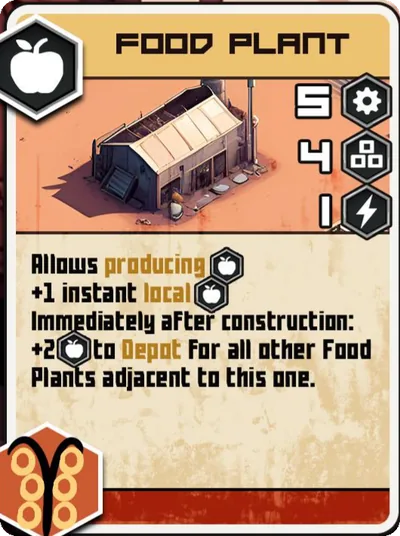 FOOD PLANT
5
4
1
Allows producing
+1 instant local
Immediately after construction:
+2 to Depot for all other Food
Plants adjacent to this one.